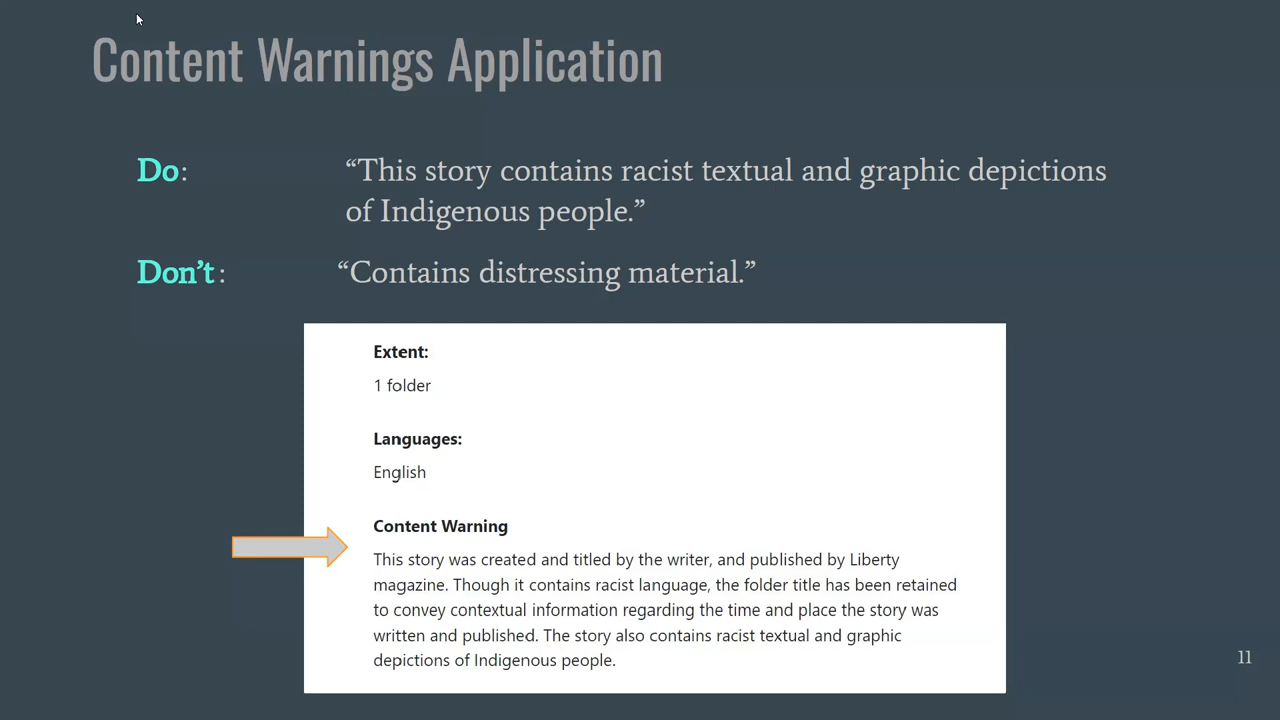 Content Warnings Application
Do: “This story contains racist textual and graphic depictions
of Indigenous people.”
Don’t: “Contains distressing material.”
Extent:
1 folder
Languages:
English
Content Warning
This story was created and titled by the writer, and published by Liberty
magazine. Though it contains racist language, the folder title has been retained
to convey contextual information regarding the time and place the story was
written and published. The story also contains racist textual and graphic
depictions of Indigenous people.
11